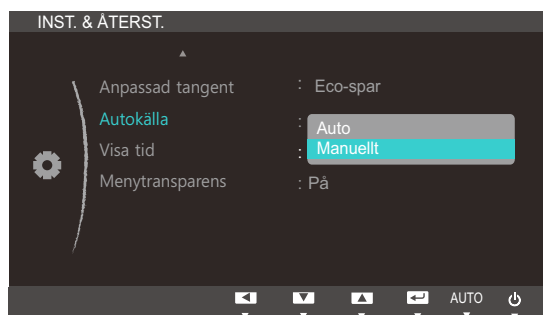 INST. & ÅTERST.
Anpassad tangent : Eco-spar
Autokälla :
Auto
Manuellt
Visa tid :
Menytransparens : På
AUTO